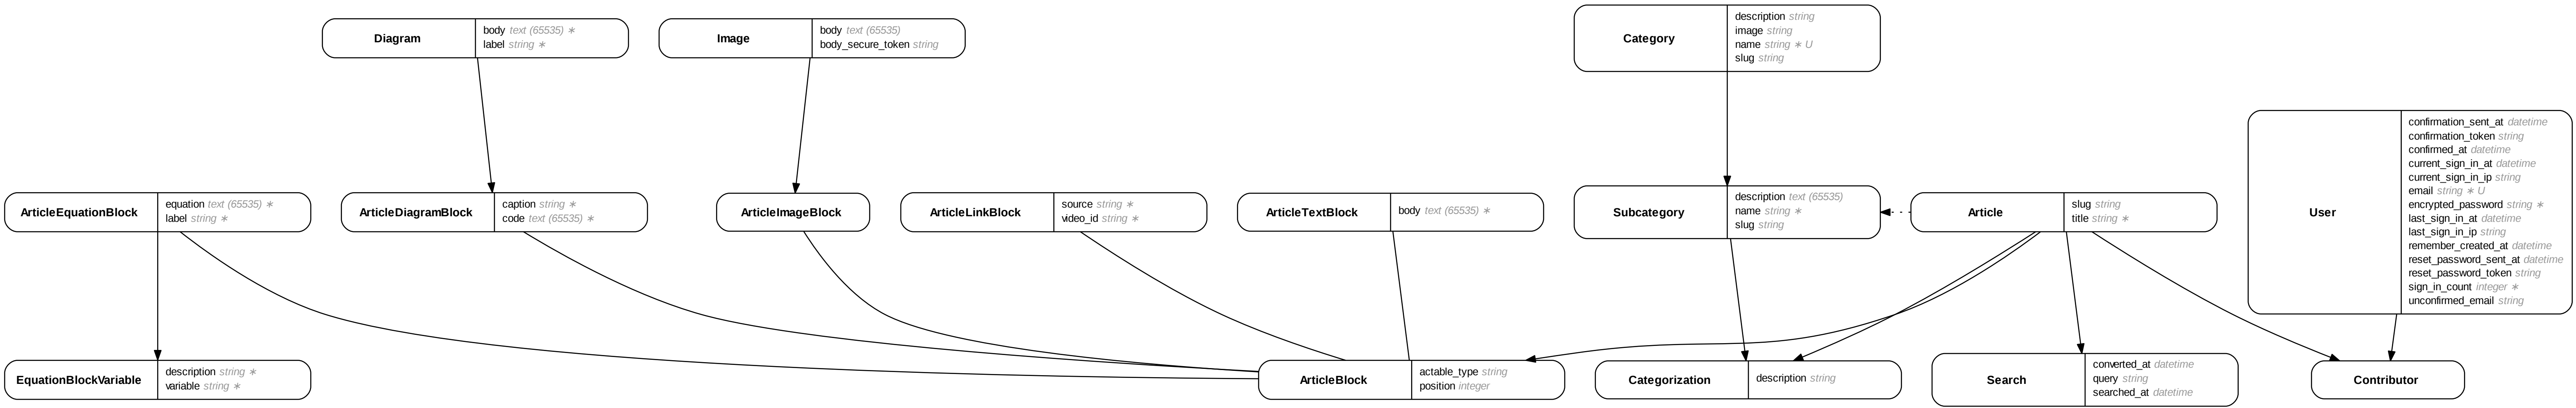 Diagram
body text (65535) ∗
label string ∗
Image
body text (65535)
body_secure_token string
Category
description string
image string
name string ∗ U
slug string
ArticleEquationBlock
equation text (65535) ∗
label string ∗
ArticleDiagramBlock
caption string ∗
code text (65535) ∗
ArticleImageBlock
ArticleLinkBlock
source string ∗
video_id string ∗
ArticleTextBlock
body text (65535) ∗
Subcategory
description text (65535)
name string ∗
slug string
Article
slug string
title string ∗
User
confirmation_sent_at datetime
confirmation_token string
confirmed_at datetime
current_sign_in_at datetime
current_sign_in_ip string
email string ∗ U
encrypted_password string ∗
last_sign_in_at datetime
last_sign_in_ip string
remember_created_at datetime
reset_password_sent_at datetime
reset_password_token string
sign_in_count integer ∗
unconfirmed_email string
EquationBlockVariable
description string ∗
variable string ∗
ArticleBlock
actable_type string
position integer
Categorization
description string
Search
converted_at datetime
query string
searched_at datetime
Contributor